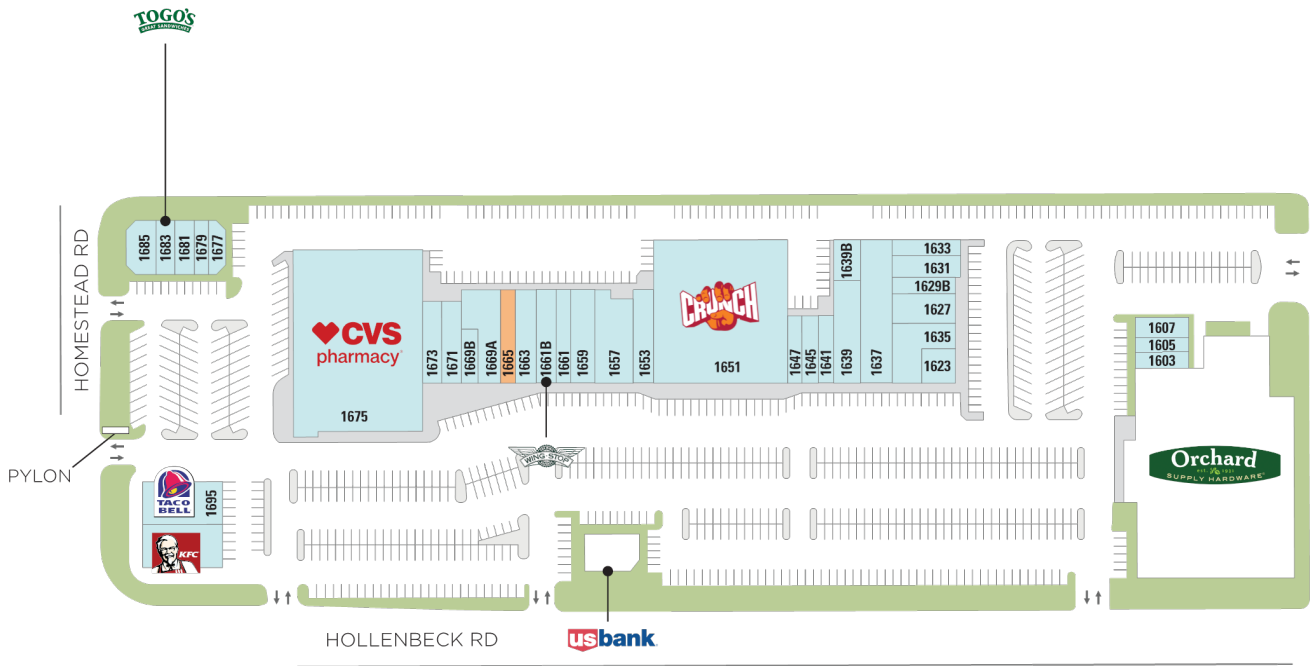 TOGO'S
GREAT SANDWICHES
HOMESTEAD RD
1685
1683
1681
1679
1677
CVS
pharmacy
1675
1673
1671
1669B
1669A
1665
1663
1661B
1661
1659
1657
1653
CRUNCH
1651
1647
1645
1641
1639B
1639
1637
1633
1631
1629B
1627
1635
1623
1607
1605
1603
PYLON
WING·STOP
TACO
BELL
1695
KFC
Orchard
EST. 1931
SUPPLY HARDWARE
HOLLENBECK RD
usbank